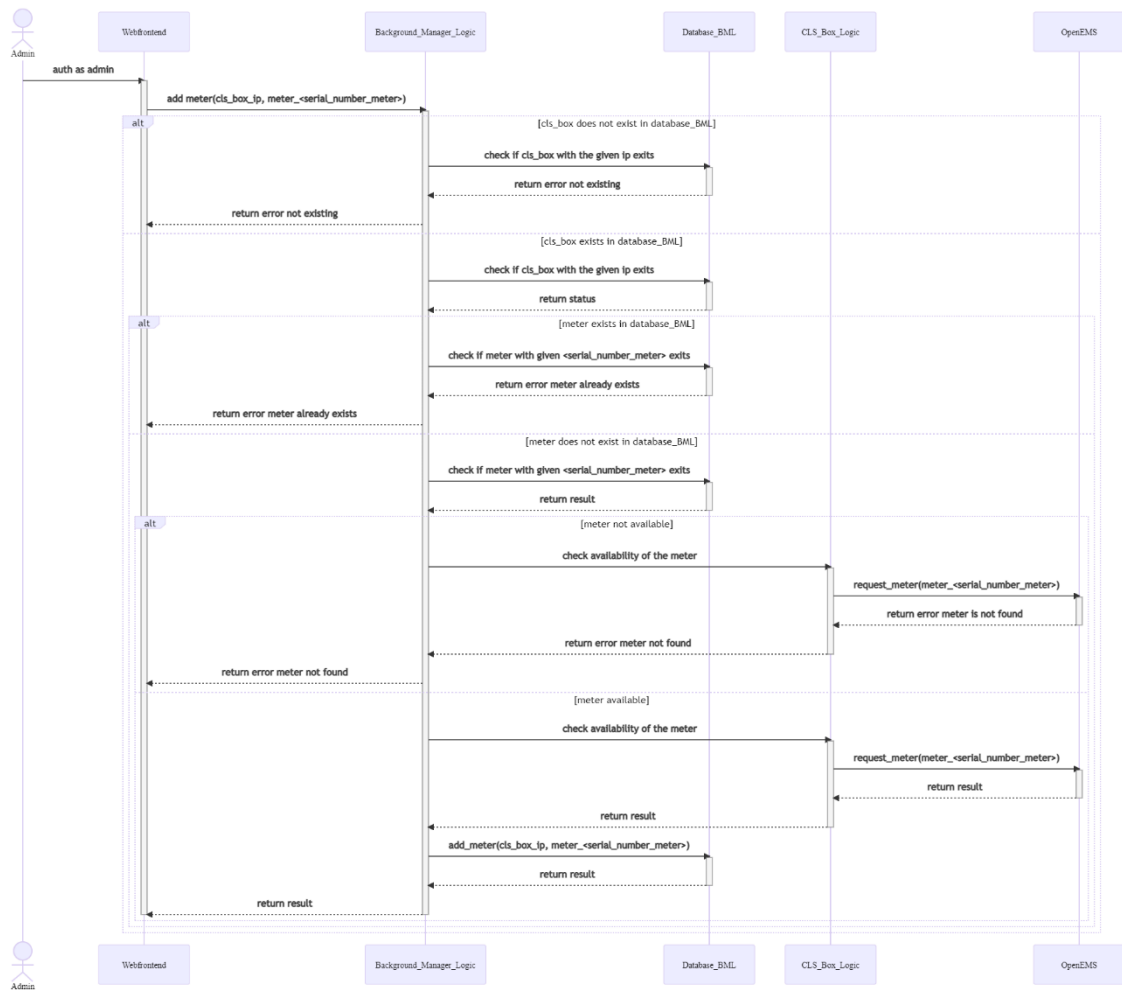 Admin
Webfrontend
Background_Manager_Logic
Database_BML
CLS_Box_Logic
OpenEMS
auth as admin
add meter(cls_box_ip, meter_<serial_number_meter>)
alt
[cls_box does not exist in database_BML]
check if cls_box with the given ip exits
return error not existing
return error not existing
[cls_box exists in database_BML]
check if cls_box with the given ip exits
return status
alt
[meter exists in database_BML]
check if meter with given <serial_number_meter> exits
return error meter already exists
return error meter already exists
[meter does not exist in database_BML]
check if meter with given <serial_number_meter> exits
return result
alt
[meter not available]
check availability of the meter
request_meter(meter_<serial_number_meter>)
return error meter is not found
return error meter not found
return error meter not found
[meter available]
check availability of the meter
request_meter(meter_<serial_number_meter>)
return result
return result
add_meter(cls_box_ip, meter_<serial_number_meter>)
return result
return result
Admin
Webfrontend
Background_Manager_Logic
Database_BML
CLS_Box_Logic
OpenEMS